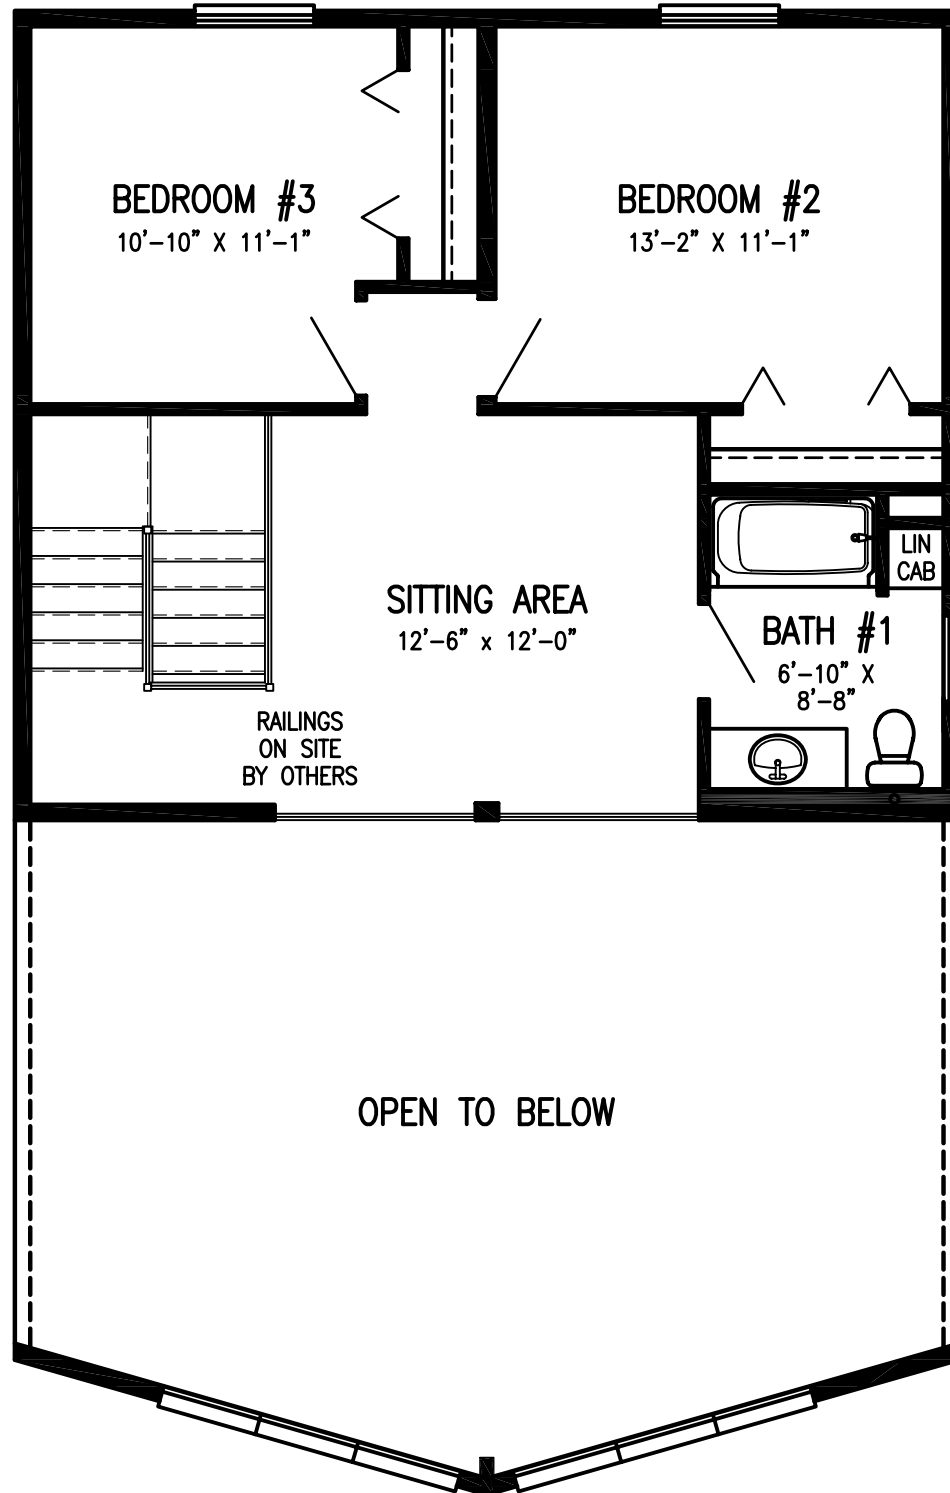 BEDROOM #3
10'-10" X 11'-1"
BEDROOM #2
13'-2" X 11'-1"
LIN
CAB
SITTING AREA
12'-6" x 12'-0"
BATH #1
6'-10" X
8'-8"
RAILINGS
ON SITE
BY OTHERS
OPEN TO BELOW